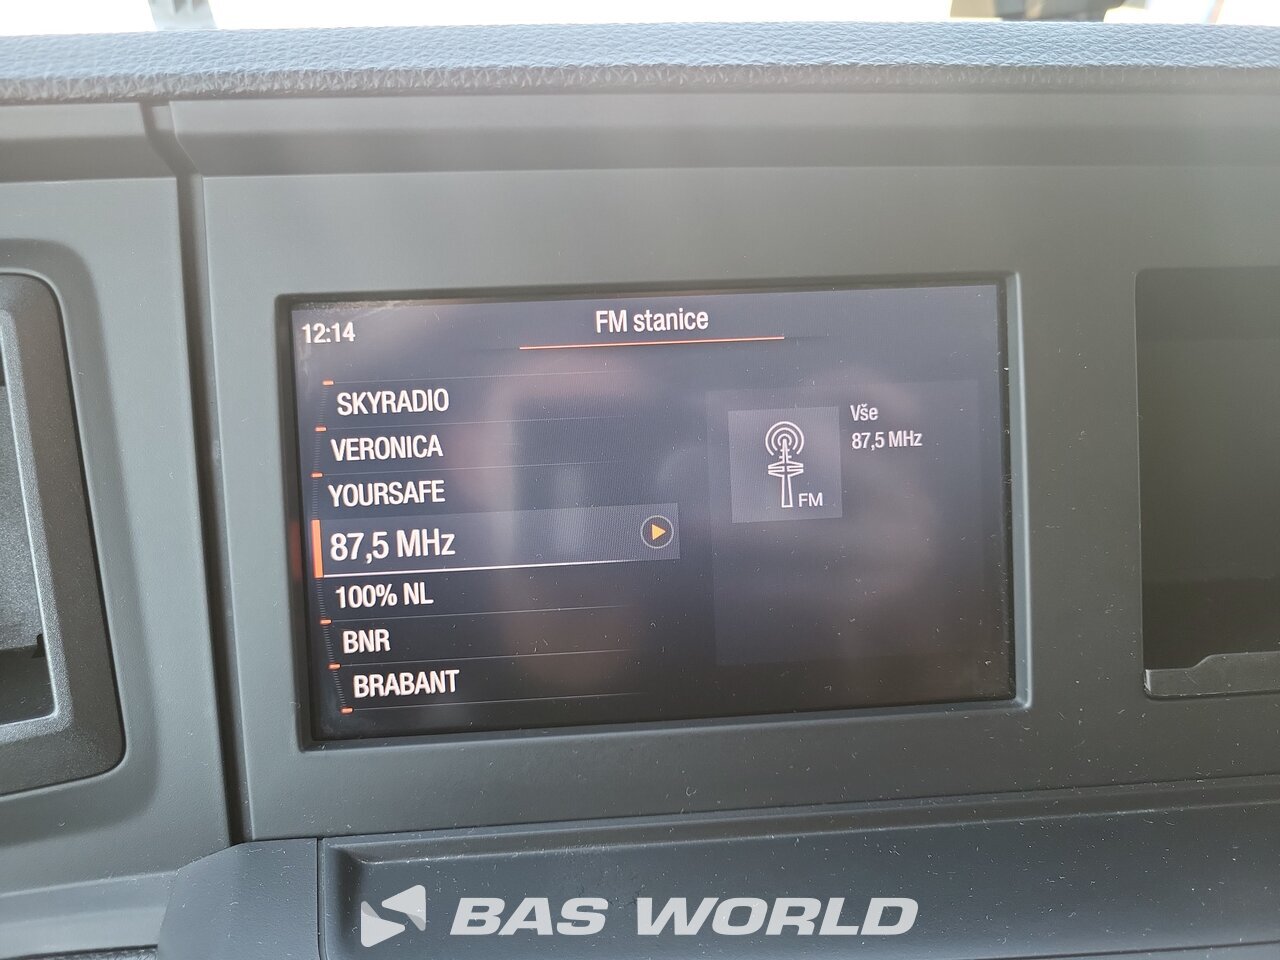 12:14
FM stanice
SKYRADIO
VERONICA
YOURSAFE
87,5 MHz
100% NL
BNR
BRABANT
Vše
87,5 MHz
FM
BAS WORLD